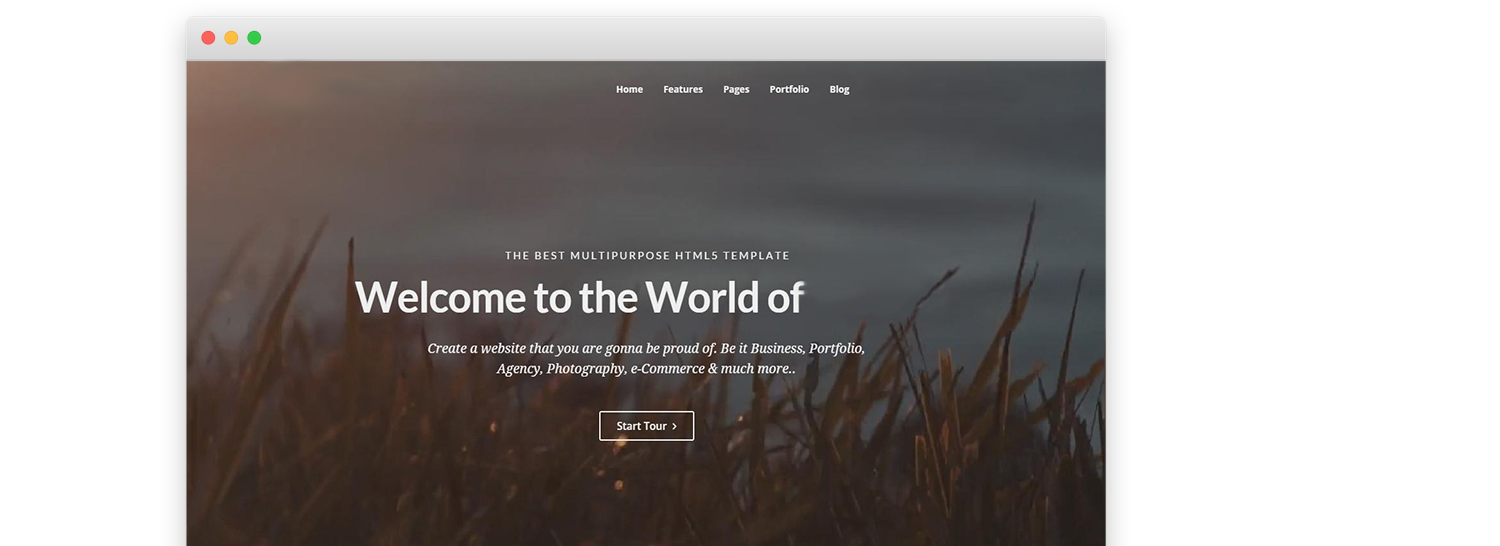 Home Features Pages Portfolio Blog
THE BEST MULTIPURPOSE HTML5 TEMPLATE
Welcome to the World of
Create a website that you are gonna be proud of. Be it Business, Portfolio,
Agency, Photography, e-Commerce & much more..
Start Tour >